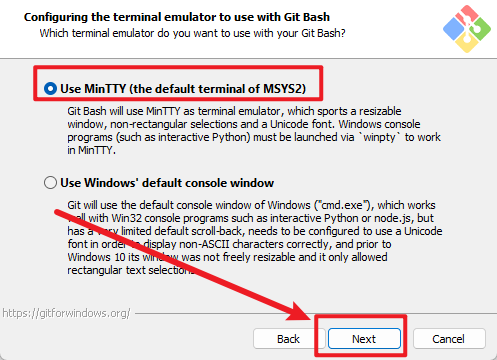 Configuring the terminal emulator to use with Git Bash
Which terminal emulator do you want to use with your Git Bash?
Use MinTTY (the default terminal of MSYS2)
Git Bash will use MinTTY as terminal emulator, which sports a resizable
window, non-rectangular selections and a Unicode font. Windows console
programs (such as interactive Python) must be launched via `winpty` to work
in MinTTY.
Use Windows' default console window
Git will use the default console window of Windows ("cmd.exe"), which works
well with Win32 console programs such as interactive Python or node.js, but
has a very limited default scroll-back, needs to be configured to use a Unicode
font in order to display non-ASCII characters correctly, and prior to
Windows 10 its window was not freely resizable and it only allowed
rectangular text selections.
https://gitforwindows.org/
Back
Next
Cancel